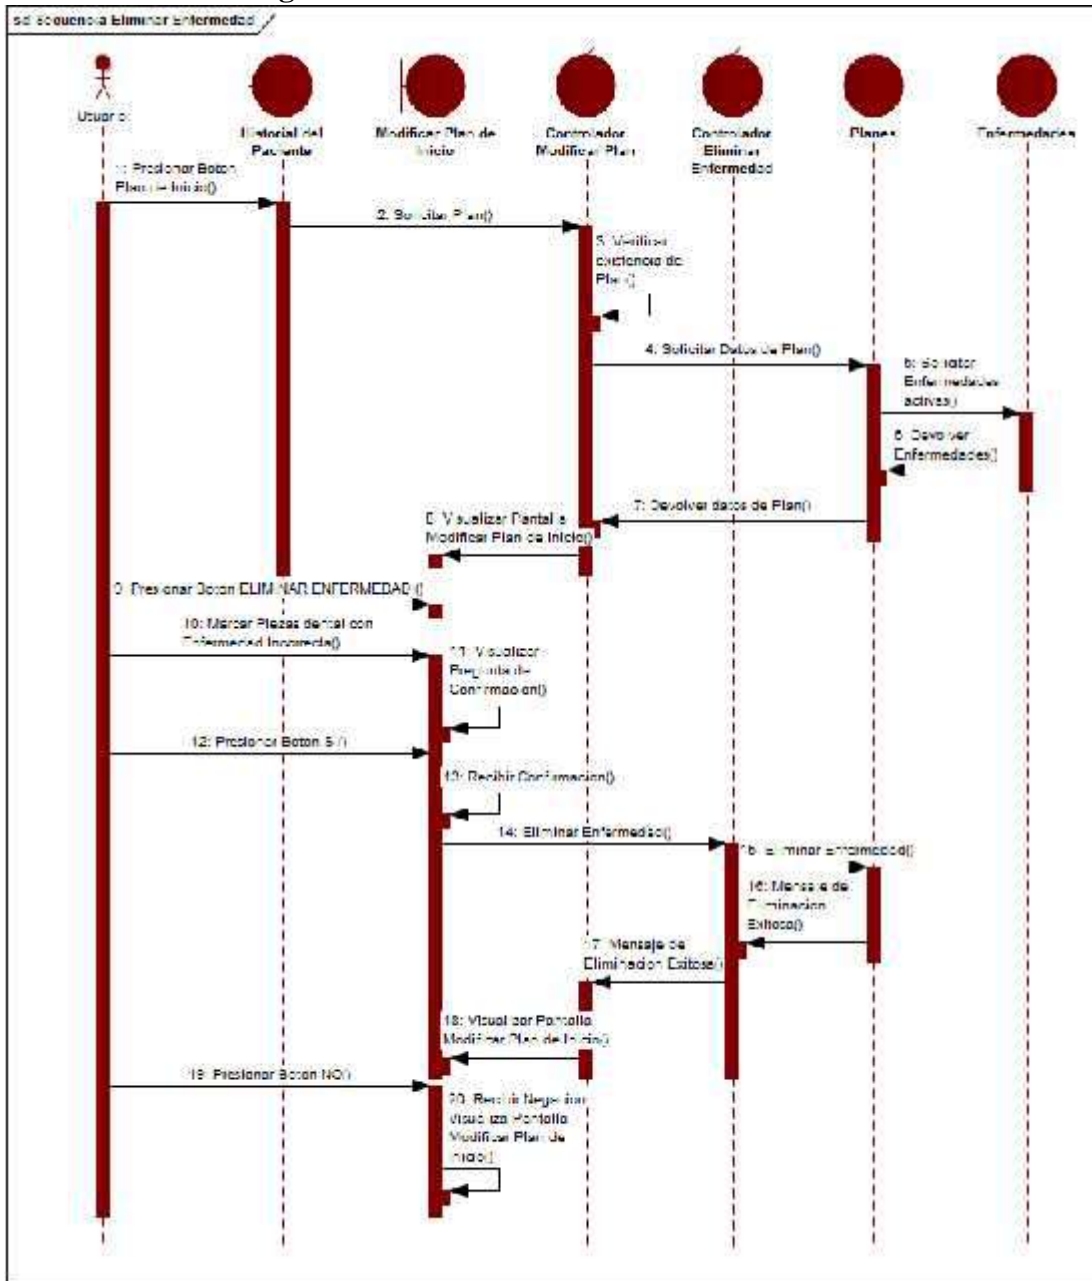 sd Secuencia Eliminar Enfermedad
Usuario
Historial del
Paciente
Modificar Plan de
Inicio
Controlador
Modificar Plan
Controlador
Eliminar
Enfermedad
Planes
Enfermedades
1: Presionar Boton
Plan de Inicio()
2: Solicitar Plan()
3: Verificar
existencia de
Plan()
4: Solicitar Datos de Plan()
5: Solicitar
Enfermedades
activas()
6: Devolver
Enfermedades()
7: Devolver datos de Plan()
8: Visualizar Pantalla
Modificar Plan de Inicio()
9: Presionar Boton ELIMINAR ENFERMEDAD ()
10: Marcar Piezas dental con
Enfermedad Incorrecta()
11: Visualizar
Pregunta de
Confirmacion()
12: Presionar Boton SI()
13: Recibir Confirmacion()
14: Eliminar Enfermedad()
15: Eliminar Enfermedad()
16: Mensaje de
Eliminacion
Exitosa()
17: Mensaje de
Eliminacion Exitosa()
18: Visualizar Pantalla
Modificar Plan de Inicio()
19: Presionar Boton NO()
20: Recibir Negacion
Visualiza Pantalla
Modificar Plan de
Inicio()